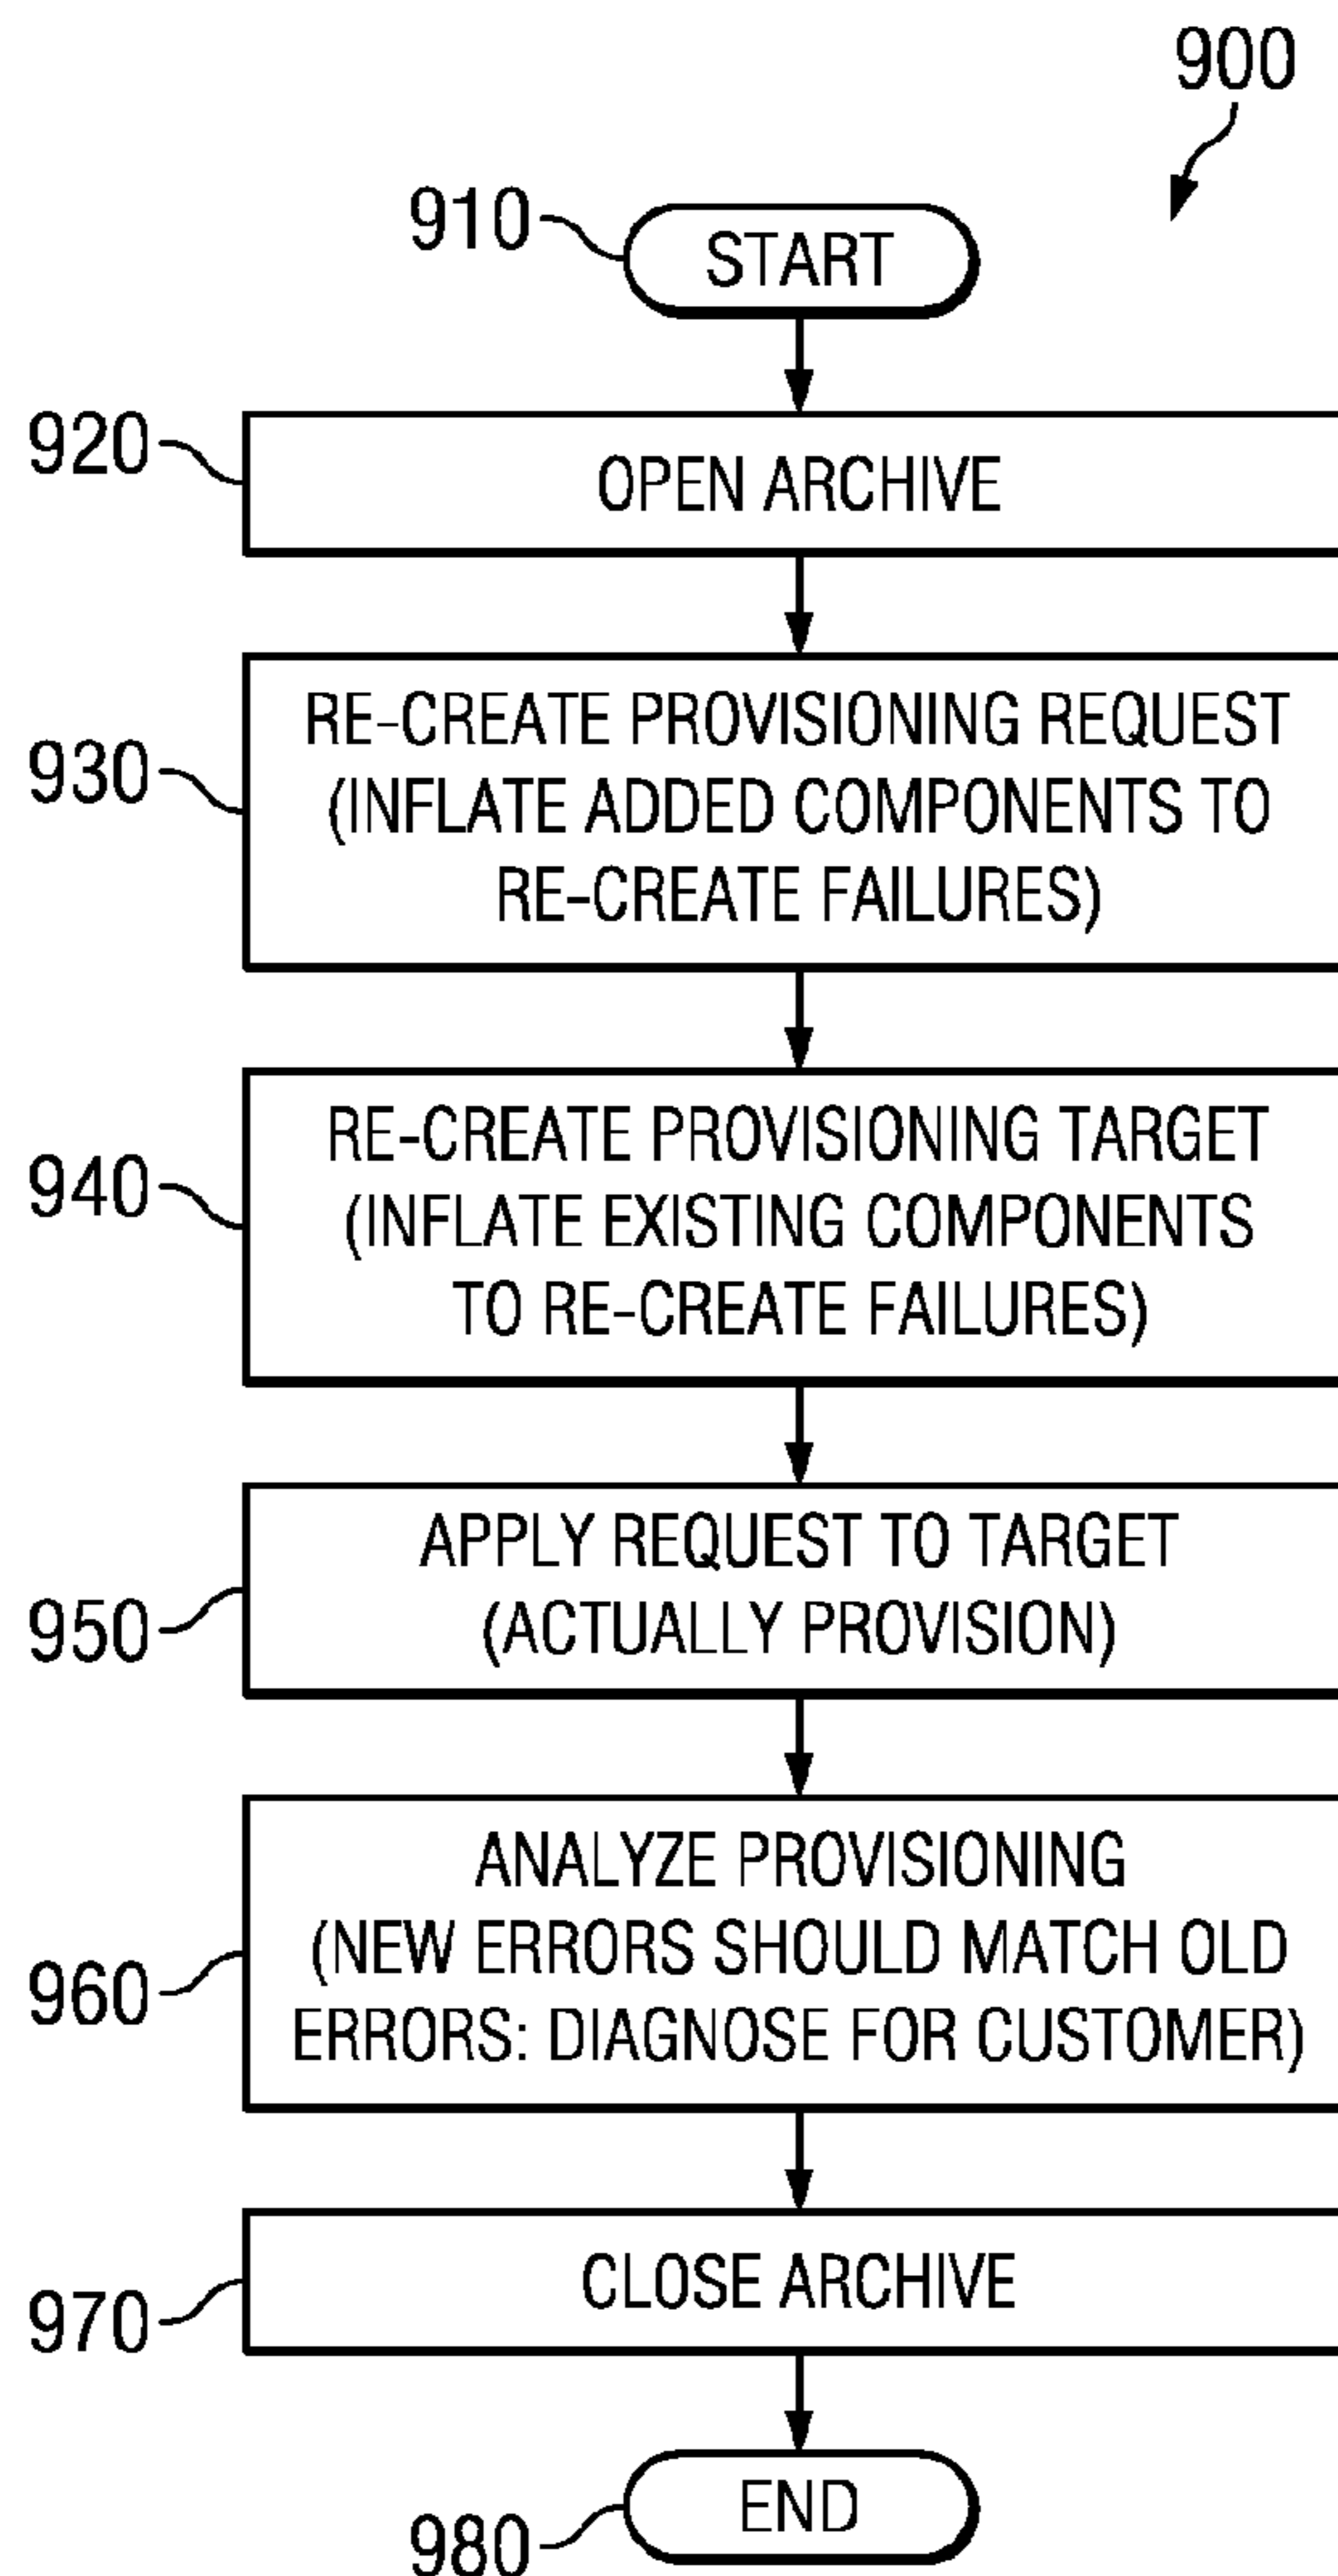 900
910
START
920
OPEN ARCHIVE
930
RE-CREATE PROVISIONING REQUEST
(INFLATE ADDED COMPONENTS TO
RE-CREATE FAILURES)
940
RE-CREATE PROVISIONING TARGET
(INFLATE EXISTING COMPONENTS
TO RE-CREATE FAILURES)
950
APPLY REQUEST TO TARGET
(ACTUALLY PROVISION)
960
ANALYZE PROVISIONING
(NEW ERRORS SHOULD MATCH OLD
ERRORS: DIAGNOSE FOR CUSTOMER)
970
CLOSE ARCHIVE
980
END